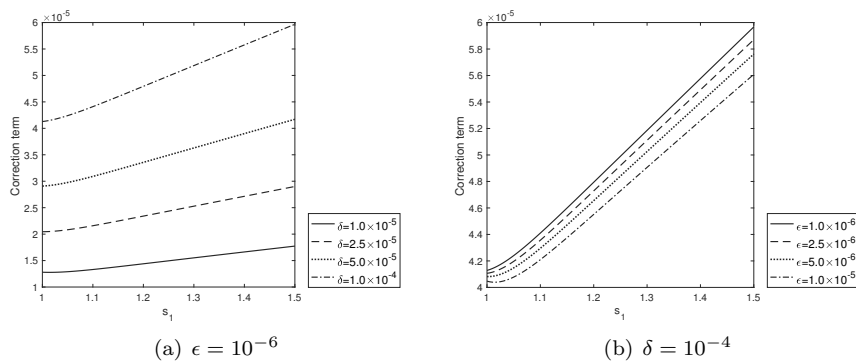 ×10⁻⁵
6
5.5
5
4.5
4
3.5
3
2.5
2
1.5
1
Correction term
1 1.1 1.2 1.3 1.4 1.5
s₁
δ=1.0×10⁻⁵
δ=2.5×10⁻⁵
δ=5.0×10⁻⁵
δ=1.0×10⁻⁴
(a) ϵ = 10⁻⁶
×10⁻⁵
6
5.8
5.6
5.4
5.2
5
4.8
4.6
4.4
4.2
4
Correction term
1 1.1 1.2 1.3 1.4 1.5
s₁
ϵ=1.0×10⁻⁶
ϵ=2.5×10⁻⁶
ϵ=5.0×10⁻⁶
ϵ=1.0×10⁻⁵
(b) δ = 10⁻⁴